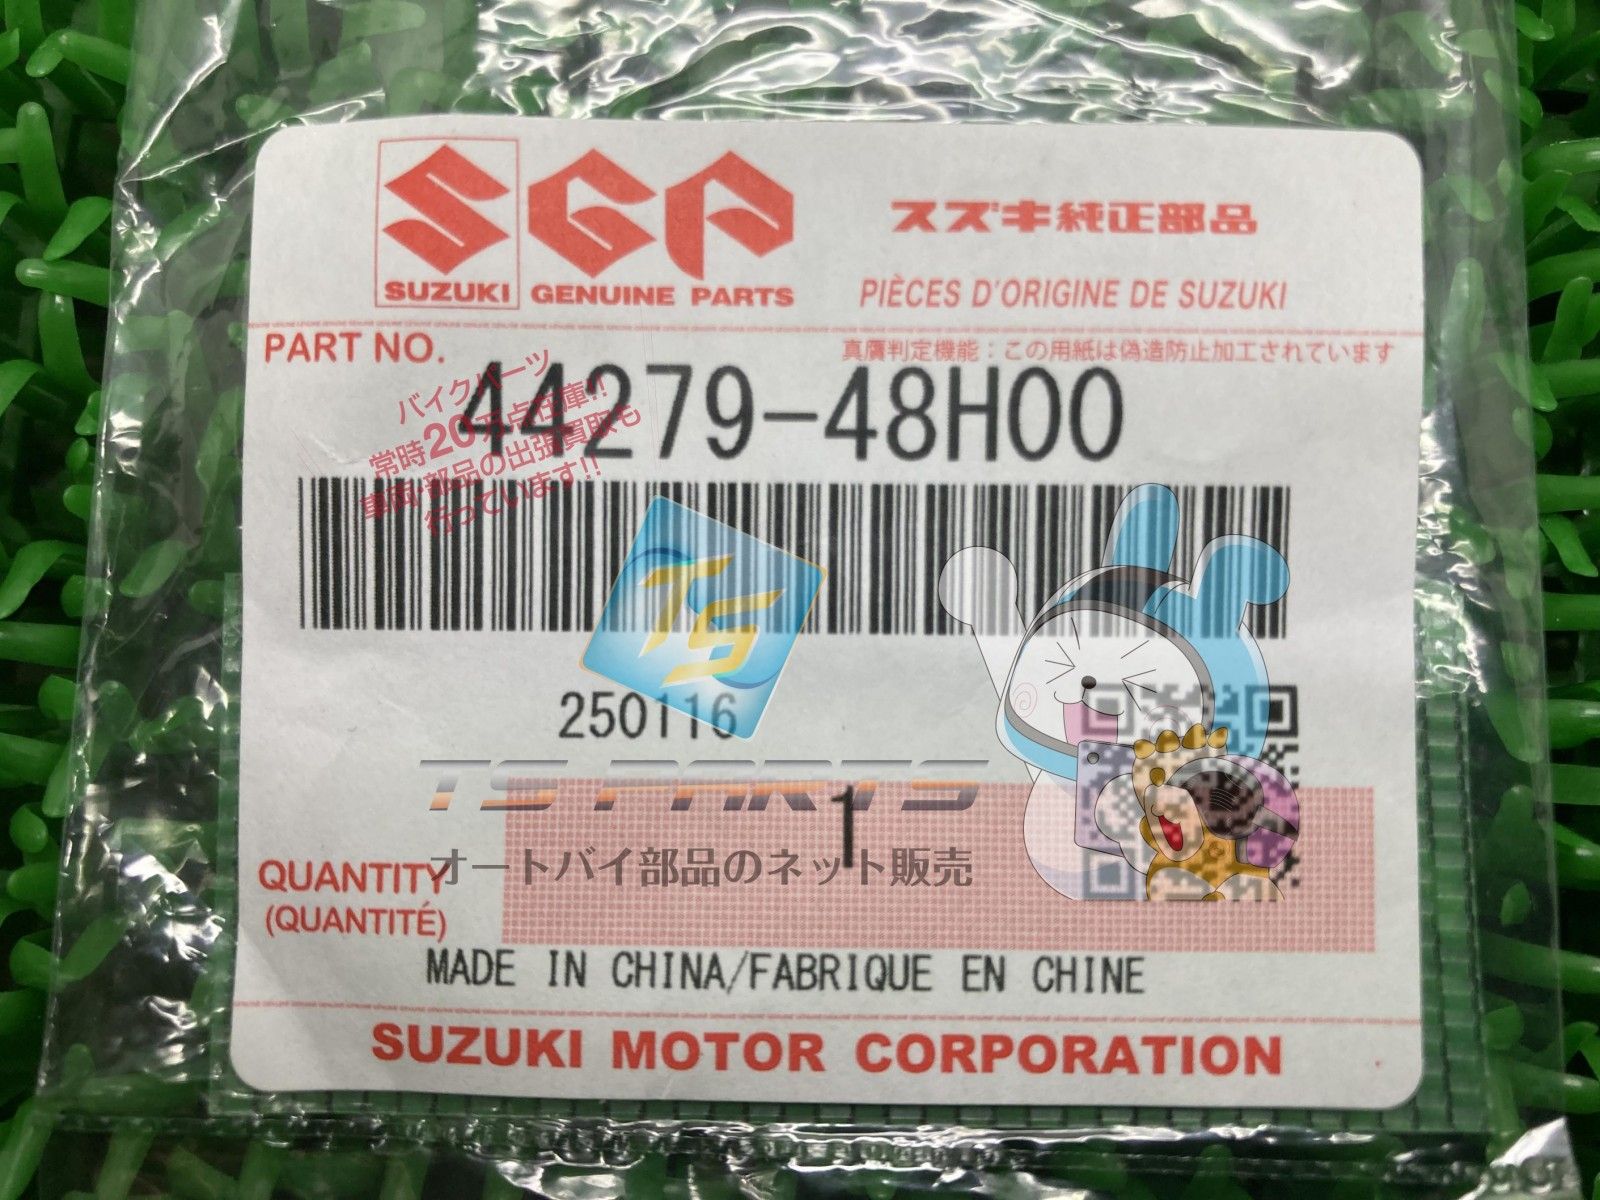 SUZUKI
SGP
GENUINE PARTS
スズキ純正部品
PIÈCES D'ORIGINE DE SUZUKI
PART NO.
真贋判定機能：この用紙は偽造防止加工されています
44279-48H00
バイクパーツ
常時20万点在庫!!
車両・部品の出張買取も
行っています!!
TS
250116
TS PARTS
1
オートバイ部品のネット販売
QUANTITY
(QUANTITÉ)
MADE IN CHINA/FABRIQUE EN CHINE
SUZUKI MOTOR CORPORATION